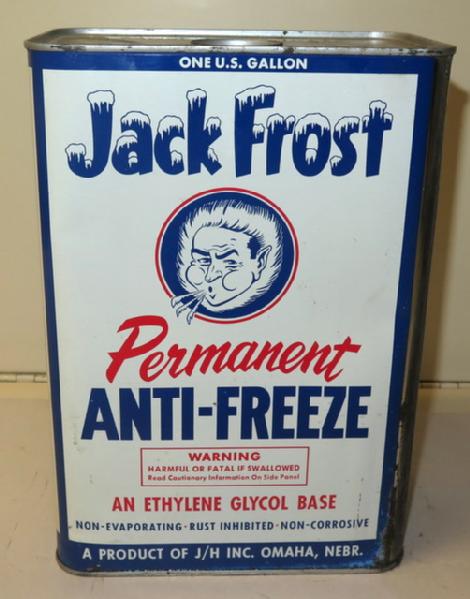 ONE U.S. GALLON
Jack Frost
Permanent
ANTI-FREEZE
WARNING
HARMFUL OR FATAL IF SWALLOWED
Read Cautionary Information On Side Panel
AN ETHYLENE GLYCOL BASE
NON-EVAPORATING · RUST INHIBITED · NON-CORROSIVE
A PRODUCT OF J/H INC. OMAHA, NEBR.